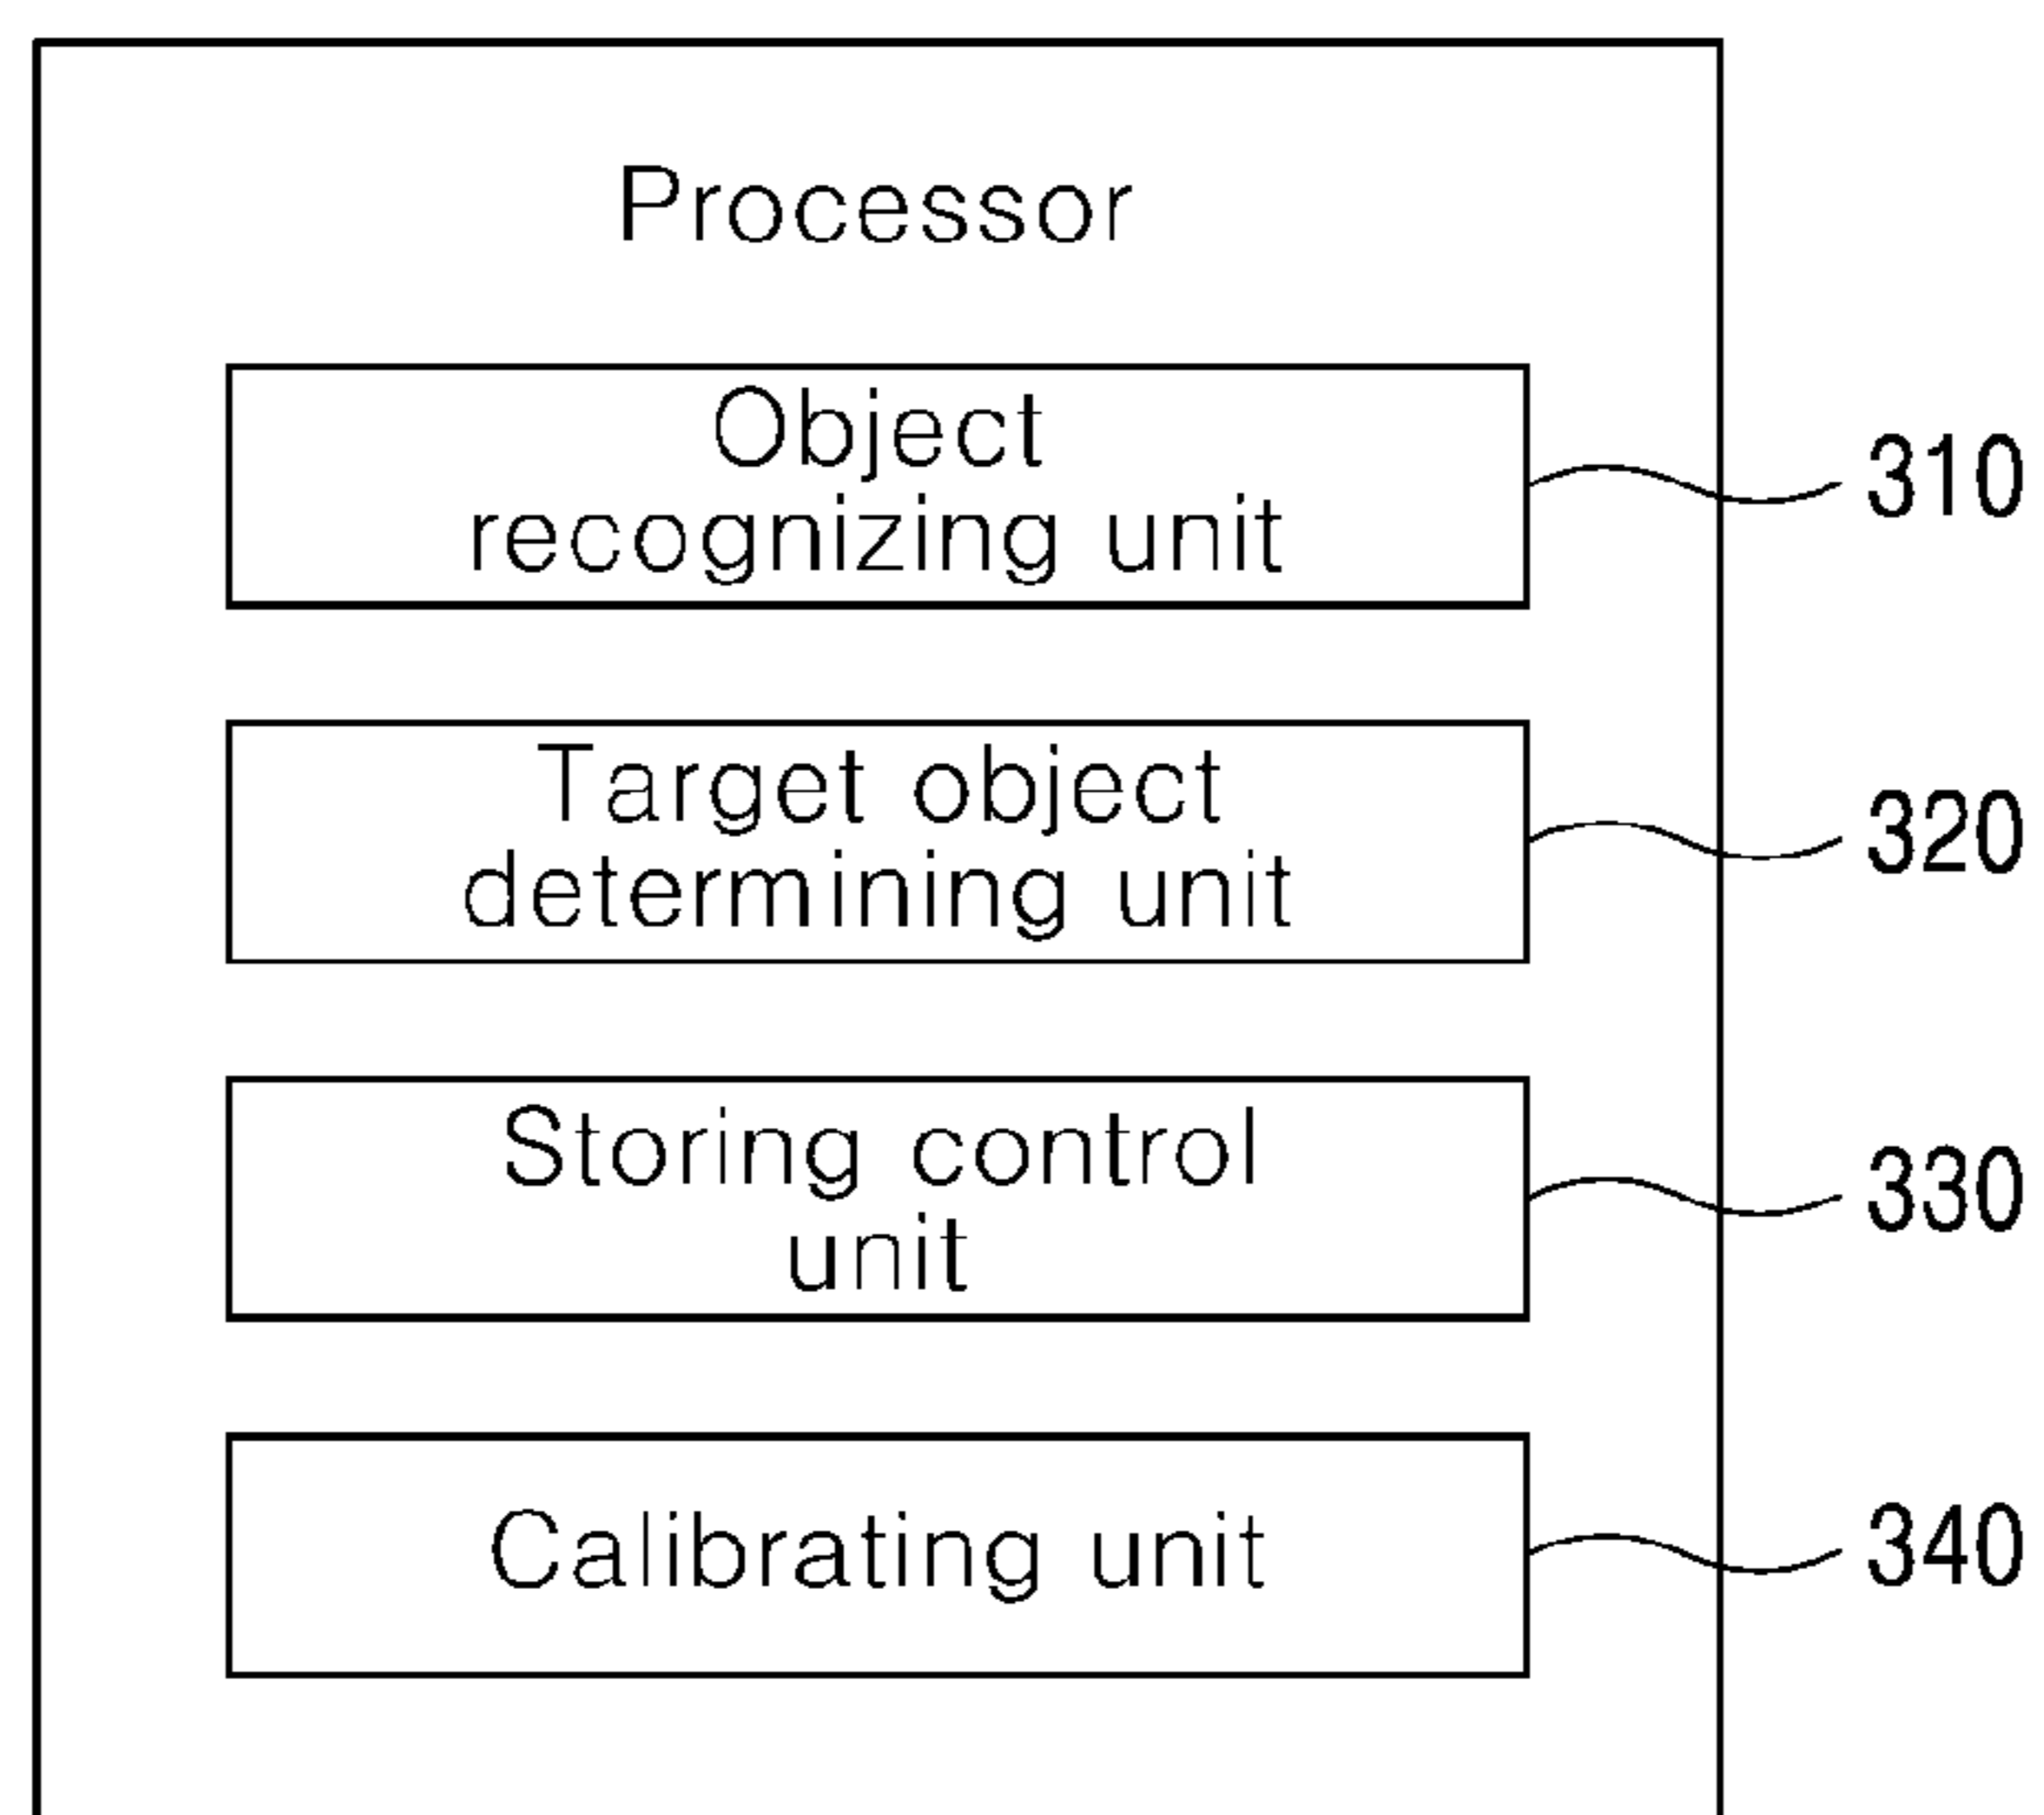 Processor
Object
recognizing unit
310
Target object
determining unit
320
Storing control
unit
330
Calibrating unit
340